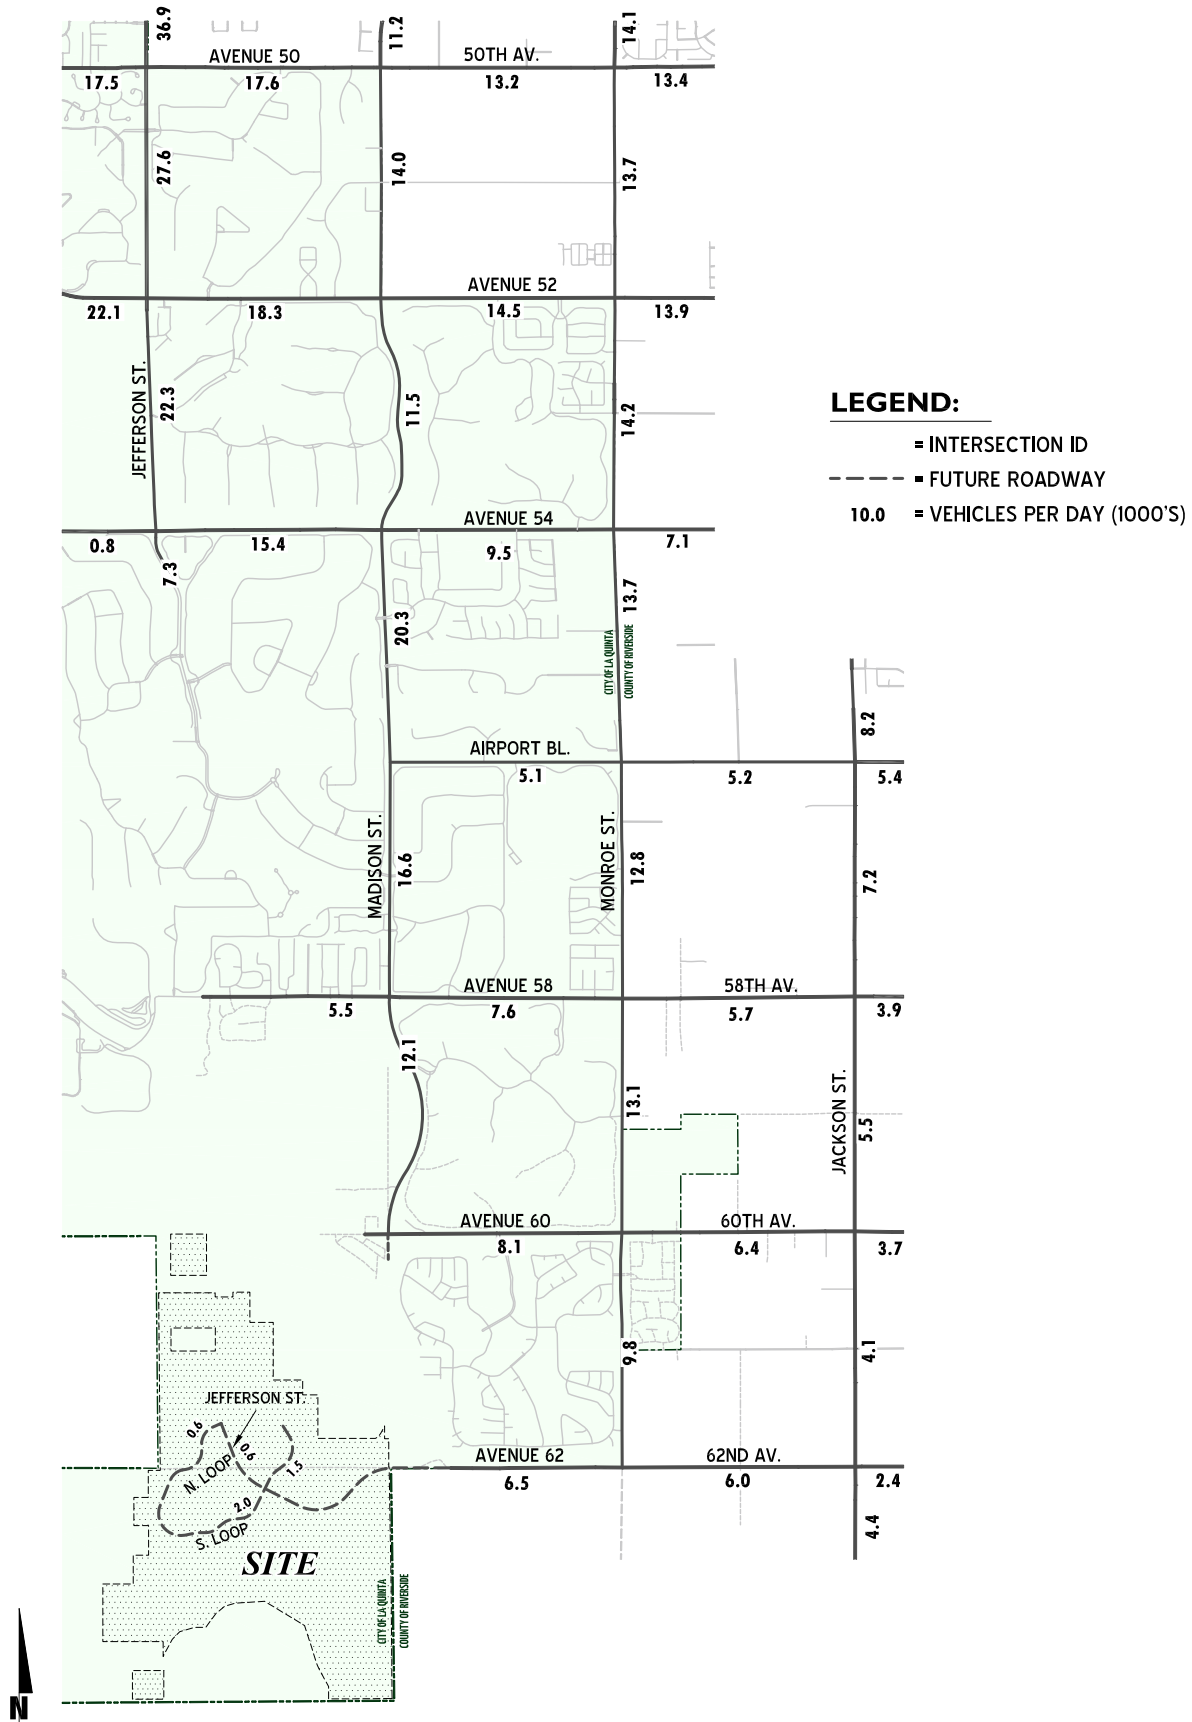 36.9
11.2
14.1
AVENUE 50
50TH AV.
17.5
17.6
13.2
13.4
27.6
14.0
13.7
AVENUE 52
22.1
18.3
14.5
13.9
JEFFERSON ST.
22.3
11.5
14.2
LEGEND:
= INTERSECTION ID
= FUTURE ROADWAY
10.0 = VEHICLES PER DAY (1000'S)
AVENUE 54
0.8
15.4
9.5
7.1
7.3
20.3
13.7
CITY OF LA QUINTA
COUNTY OF RIVERSIDE
8.2
AIRPORT BL.
5.1
5.2
5.4
MADISON ST.
16.6
MONROE ST.
12.8
7.2
AVENUE 58
58TH AV.
5.5
7.6
5.7
3.9
12.1
13.1
JACKSON ST.
5.5
AVENUE 60
60TH AV.
8.1
6.4
3.7
9.8
4.1
JEFFERSON ST.
0.6
0.6
N. LOOP
1.5
2.0
S. LOOP
AVENUE 62
62ND AV.
6.5
6.0
2.4
4.4
SITE
CITY OF LA QUINTA
COUNTY OF RIVERSIDE
N